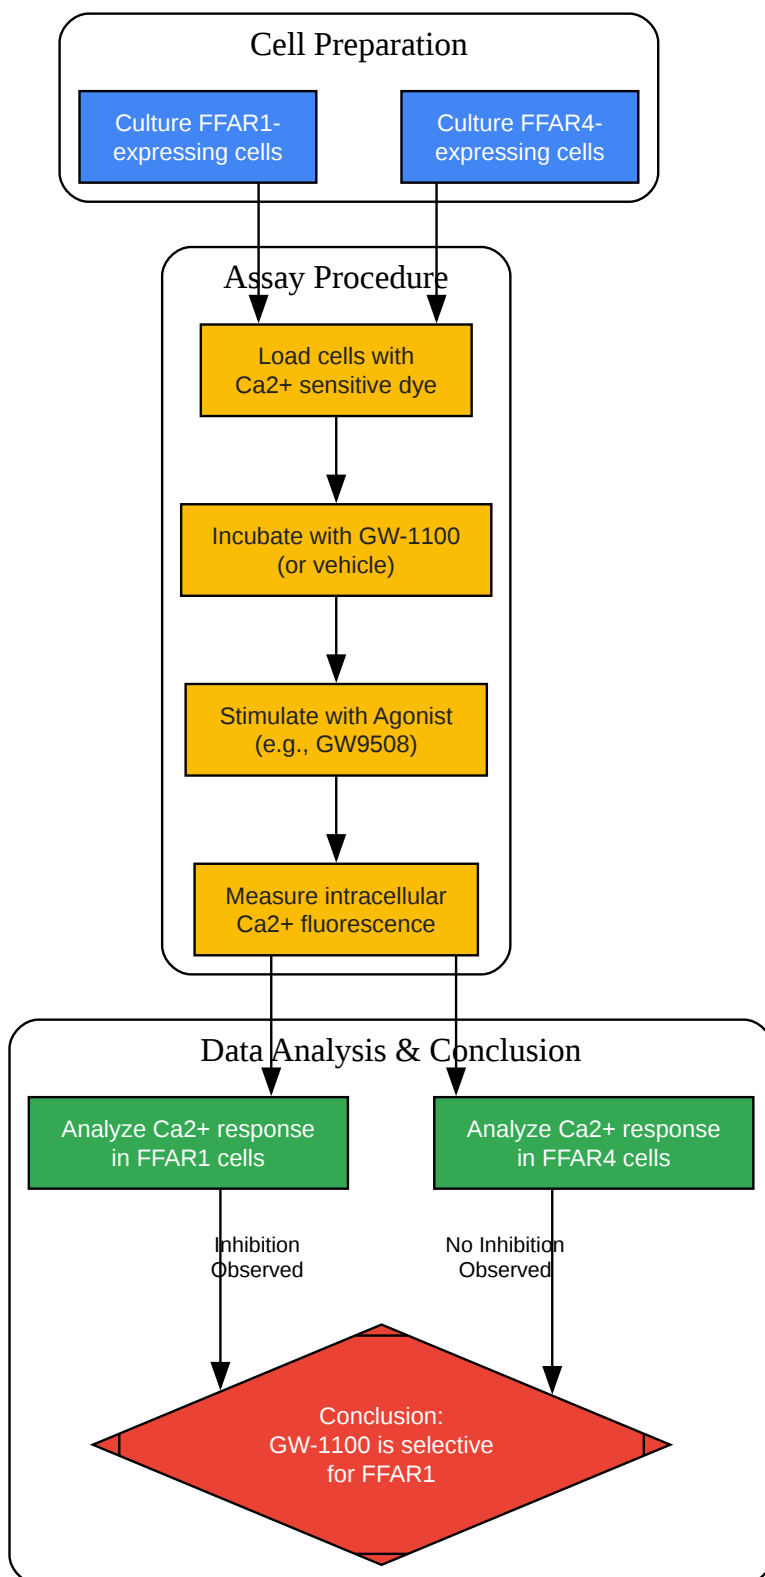 Cell Preparation
Culture FFAR1-
expressing cells
Culture FFAR4-
expressing cells
Assay Procedure
Load cells with
Ca2+ sensitive dye
Incubate with GW-1100
(or vehicle)
Stimulate with Agonist
(e.g., GW9508)
Measure intracellular
Ca2+ fluorescence
Data Analysis & Conclusion
Analyze Ca2+ response
in FFAR1 cells
Analyze Ca2+ response
in FFAR4 cells
Inhibition
Observed
No Inhibition
Observed
Conclusion:
GW-1100 is selective
for FFAR1